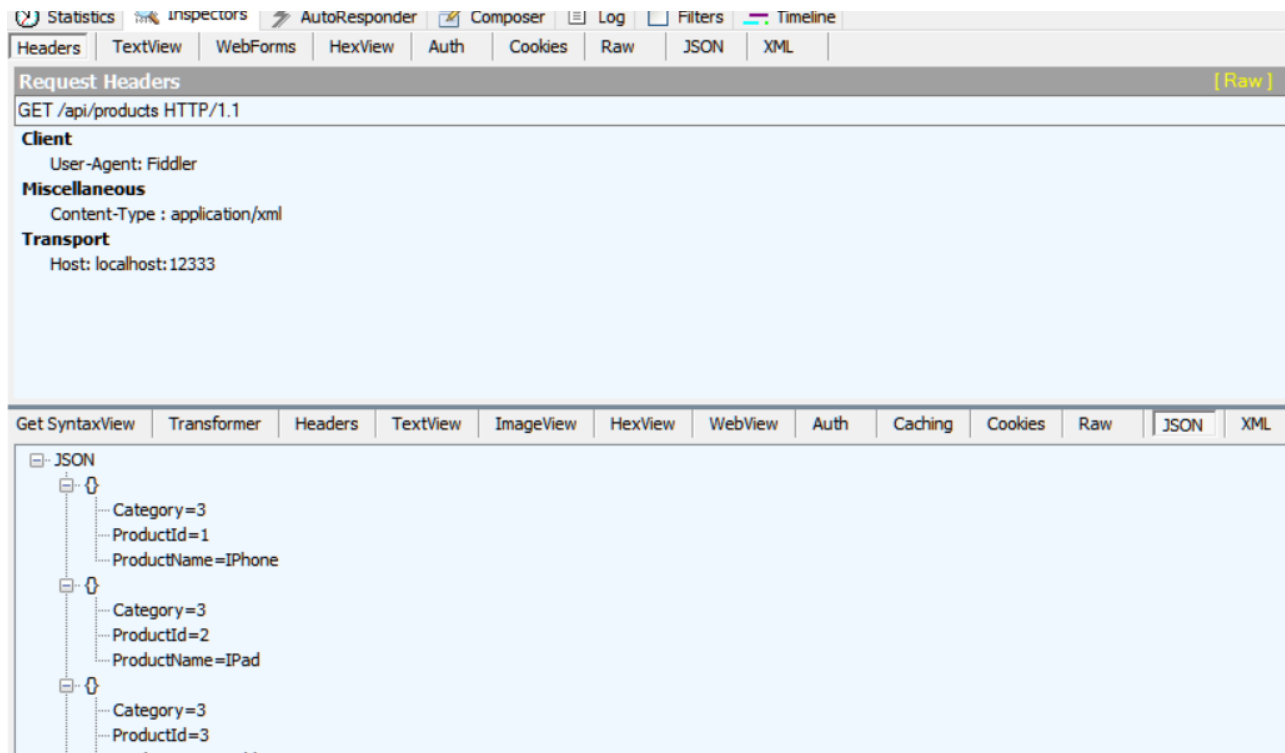 Statistics Inspectors AutoResponder Composer Log Filters Timeline
Headers TextView WebForms HexView Auth Cookies Raw JSON XML
Request Headers [ Raw ]
GET /api/products HTTP/1.1
Client
User-Agent: Fiddler
Miscellaneous
Content-Type : application/xml
Transport
Host: localhost:12333
Get SyntaxView Transformer Headers TextView ImageView HexView WebView Auth Caching Cookies Raw JSON XML
JSON
{}
Category=3
ProductId=1
ProductName=IPhone
{}
Category=3
ProductId=2
ProductName=IPad
{}
Category=3
ProductId=3